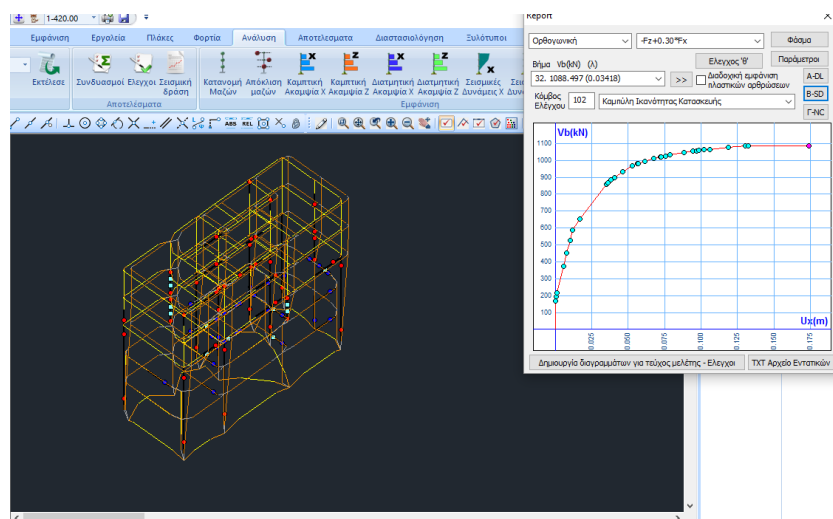 1-420.00
Report
Εμφάνιση Εργαλεία Πλάκες Φορτία Ανάλυση Αποτελεσματα Διαστασιολόγηση Ξυλότυποι
Εκτέλεσε Συνδυασμοί Ελεγχοι Σεισμική δράση
Κατανομή Μαζών Απόκλιση μαζών Καμπτική Ακαμψία X Καμπτική Ακαμψία Z Διατμητική Ακαμψία X Διατμητική Ακαμψία Z Σεισμικές Δυνάμεις X
Αποτελέσματα Εμφάνιση
ABS REL
Ορθογωνική -Fz+0.30*Fx Φάσμα
Βήμα Vb(kN) (λ) Ελεγχος 'θ' Παράμετροι
32. 1088.497 (0.03418) >> Διαδοχική εμφάνιση πλαστικών αρθρώσεων A-DL
Κόμβος Ελέγχου 102 Καμπύλη Ικανότητας Κατασκευής B-SD
Γ-NC
Vb(kN)
1100
1000
900
800
700
600
500
400
300
200
100
Ux(m)
0.025 0.050 0.075 0.100 0.125 0.150 0.175
Δημιουργία διαγραμμάτων για τεύχος μελέτης - Ελεγχοι TXT Αρχείο Εντατικών